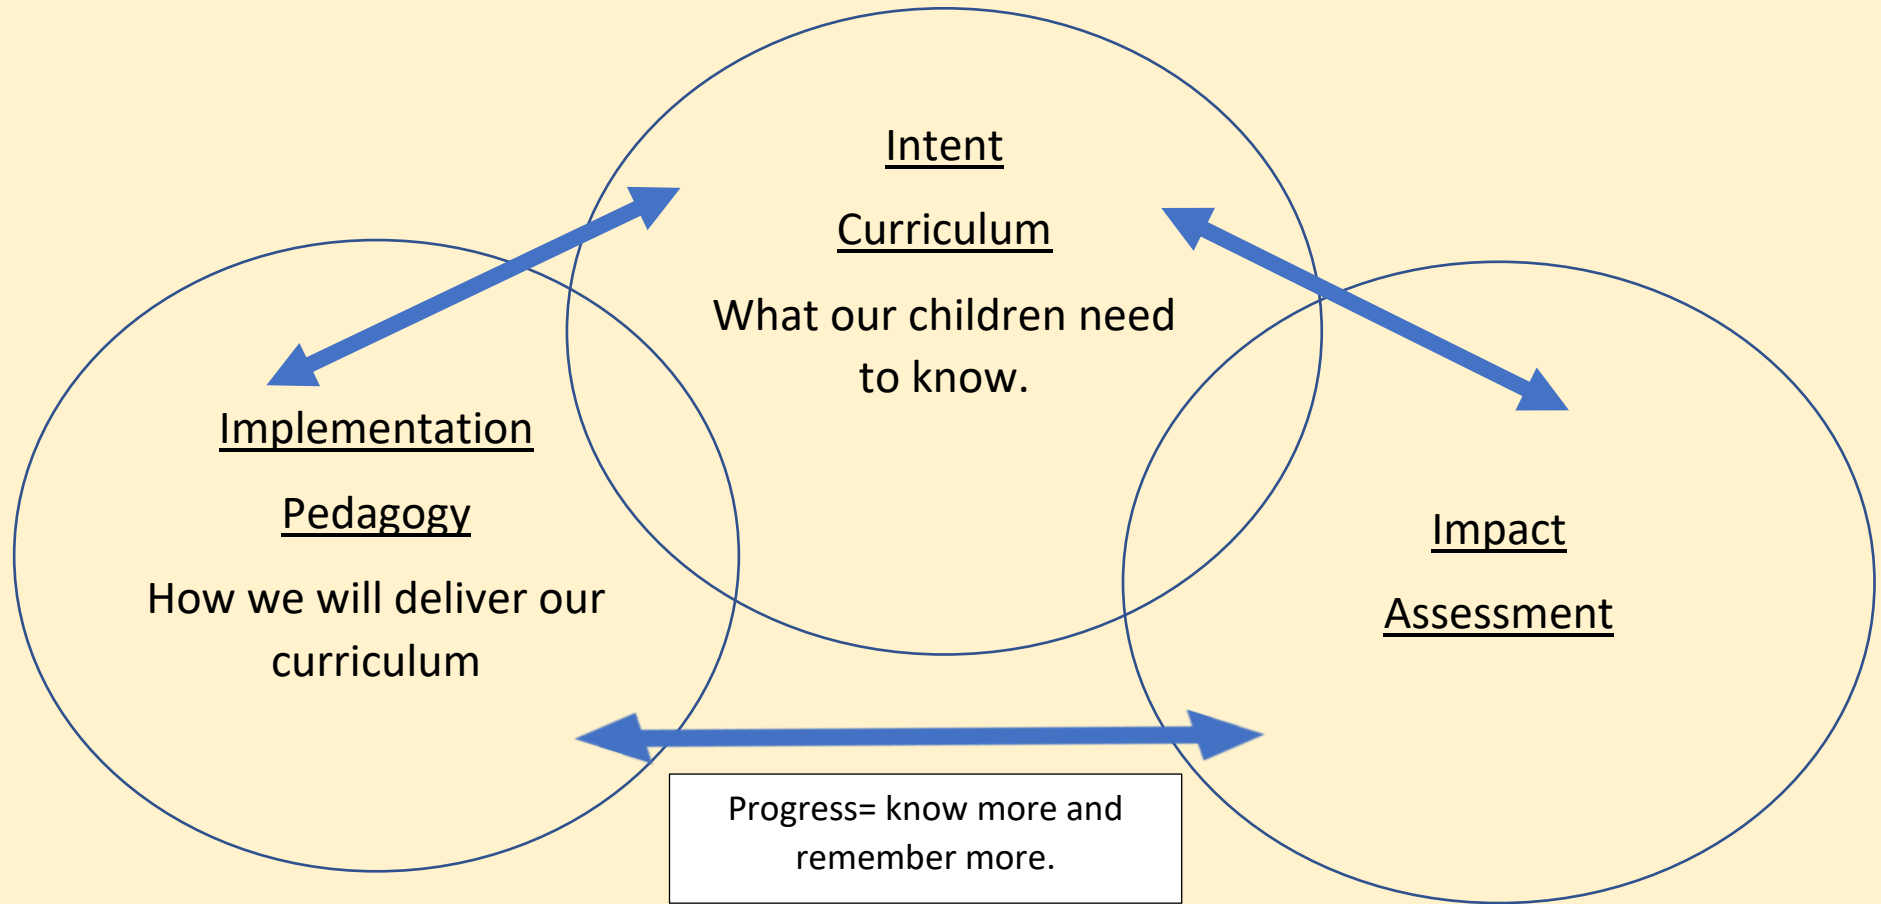 Intent
Curriculum
What our children need
to know.
Implementation
Pedagogy
How we will deliver our
curriculum
Impact
Assessment
Progress= know more and
remember more.